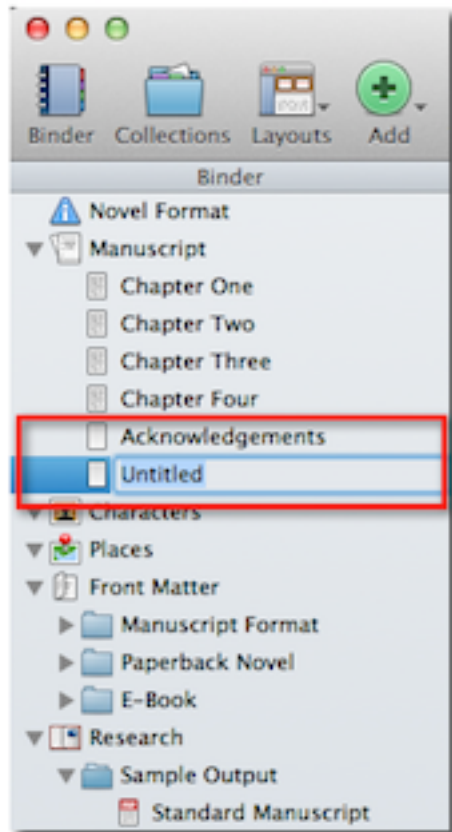 Binder Collections Layouts Add
Binder
Novel Format
Manuscript
Chapter One
Chapter Two
Chapter Three
Chapter Four
Acknowledgements
Untitled
Characters
Places
Front Matter
Manuscript Format
Paperback Novel
E-Book
Research
Sample Output
Standard Manuscript